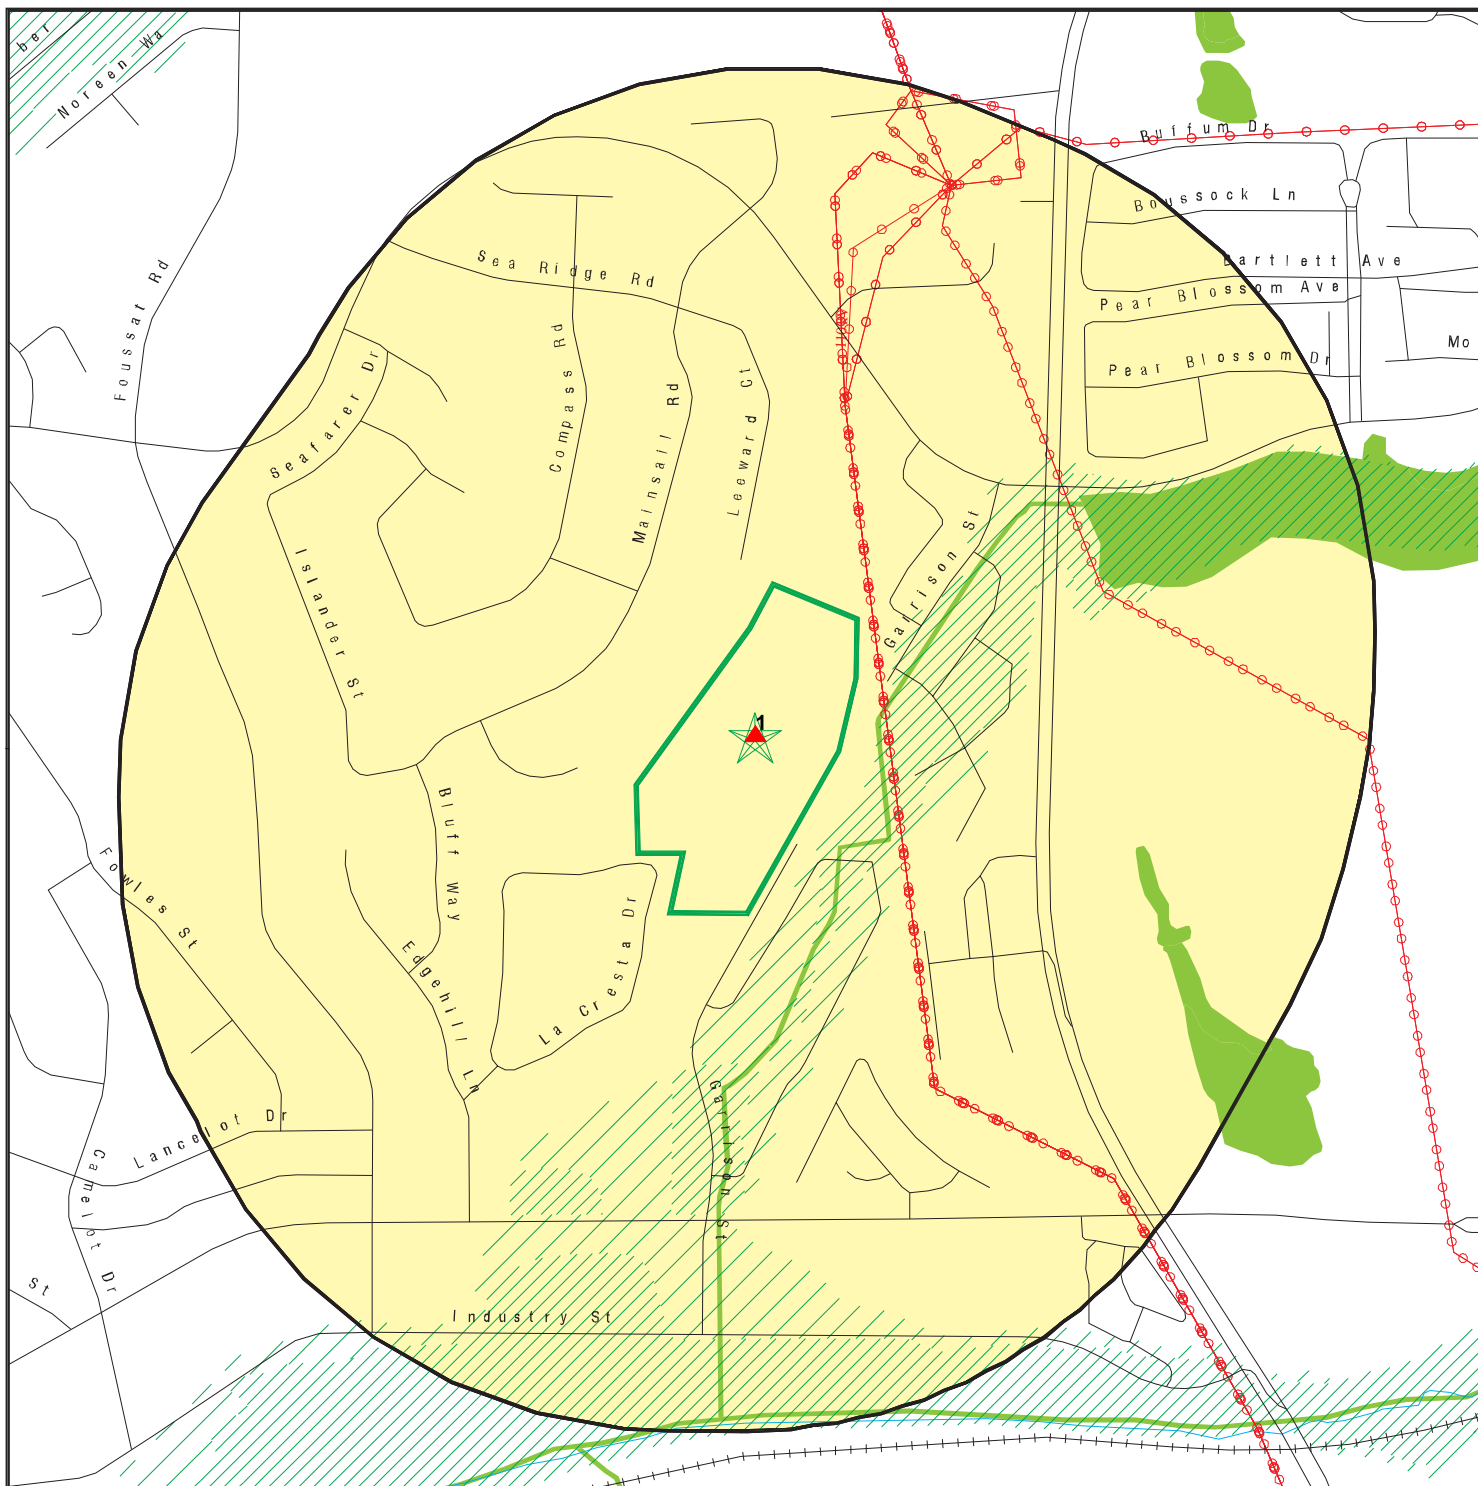 ber
Noreen Wa
Buffum Dr
Boussock Ln
Bartlett Ave
Pear Blossom Ave
Pear Blossom Dr
Mo
Foussat Rd
Sea Ridge Rd
Seafarer Dr
Compass Rd
Mainsail Rd
Leeward Ct
Garrison St
Islander St
1
Bluff Way
Fowles St
Edgehill Ln
La Cresta Dr
Lancelot Dr
Camelot Dr
Garrison St
St
Industry St